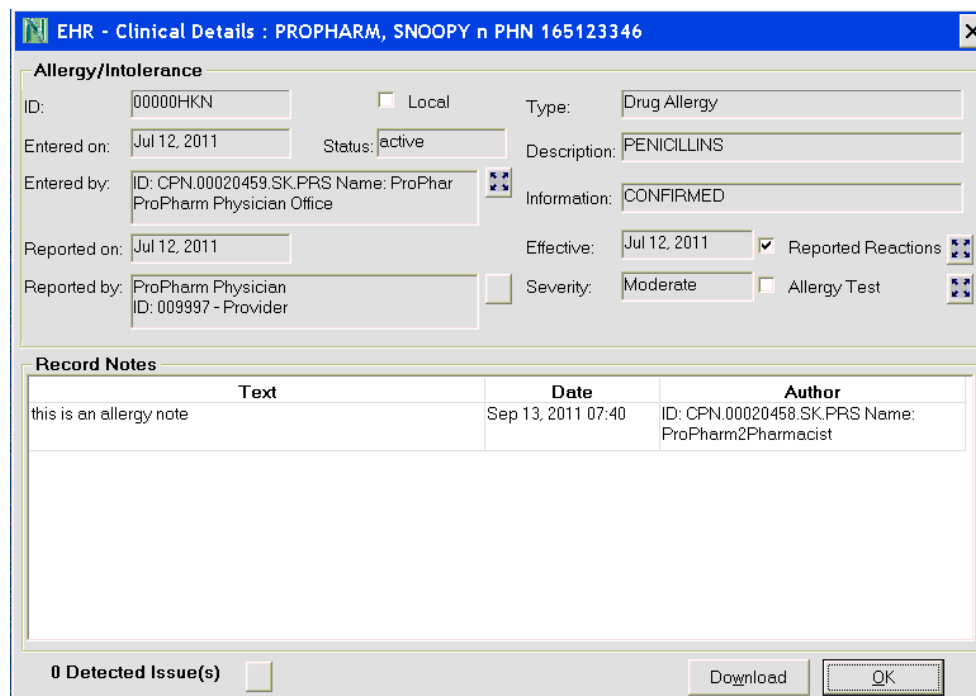 EHR - Clinical Details : PROPHARM, SNOOPY n PHN 165123346
Allergy/Intolerance
ID: 00000HKN Local
Entered on: Jul 12, 2011 Status: active
Entered by: ID: CPN.00020459.SK.PRS Name: ProPhar
ProPharm Physician Office
Reported on: Jul 12, 2011
Reported by: ProPharm Physician
ID: 009997 - Provider
Type: Drug Allergy
Description: PENICILLINS
Information: CONFIRMED
Effective: Jul 12, 2011 Reported Reactions
Severity: Moderate Allergy Test
Record Notes
Text Date Author
this is an allergy note Sep 13, 2011 07:40 ID: CPN.00020458.SK.PRS Name:
ProPharm2Pharmacist
0 Detected Issue(s) Download OK